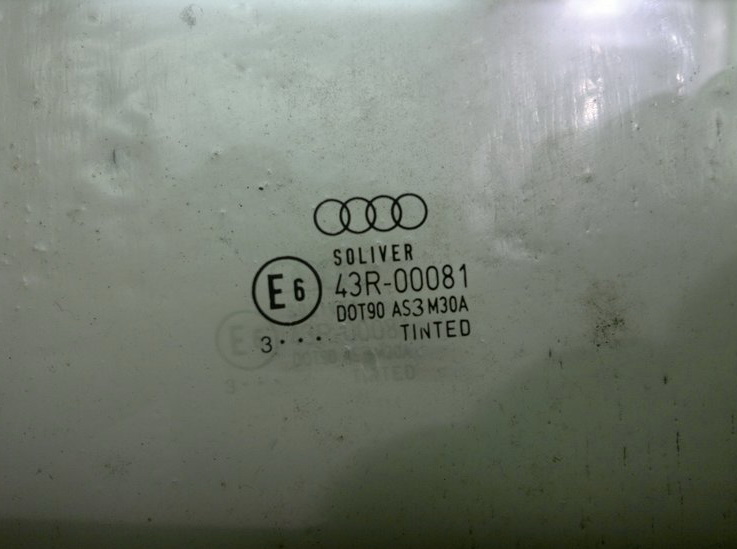 SOLIVER
E6 43R-00081
DOT90 AS3 M30A
TINTED
3····